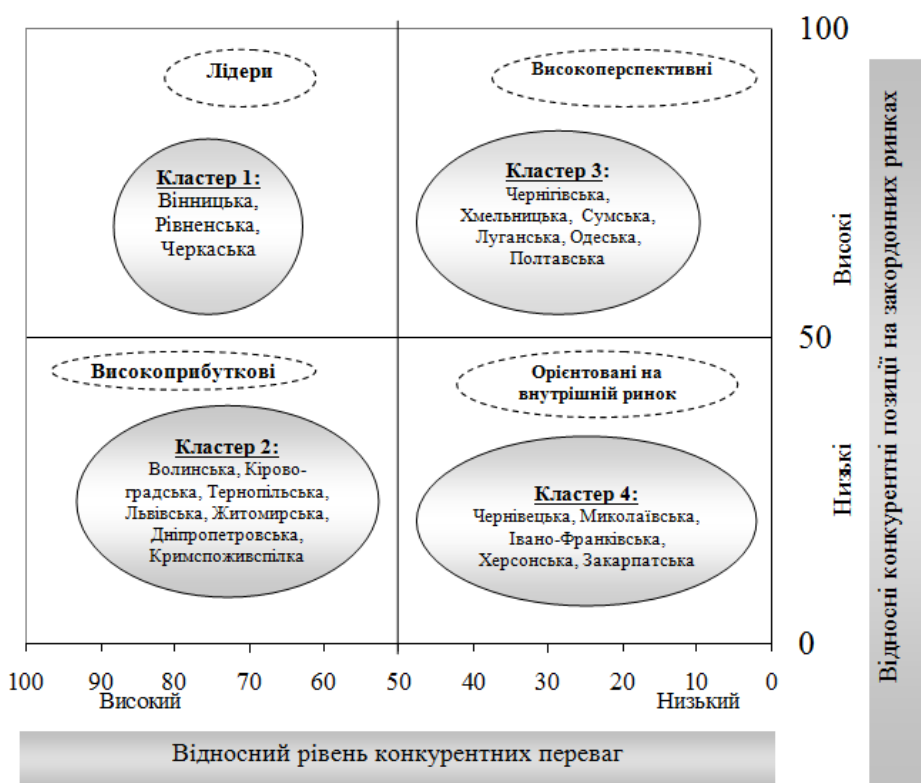 100
Лідери
Високоперспективні
Кластер 1:
Вінницька,
Рівненська,
Черкаська
Кластер 3:
Чернігівська,
Хмельницька, Сумська,
Луганська, Одеська,
Полтавська
Високі
50
Високоприбуткові
Орієнтовані на
внутрішній ринок
Кластер 2:
Волинська, Кірово-
градська, Тернопільська,
Львівська, Житомирська,
Дніпропетровська,
Кримспоживспілка
Кластер 4:
Чернівецька, Миколаївська,
Івано-Франківська,
Херсонська, Закарпатська
Низькі
0
100 90 80 70 60 50 40 30 20 10 0
Високий Низький
Відносний рівень конкурентних переваг
Відносні конкурентні позиції на закордонних ринках